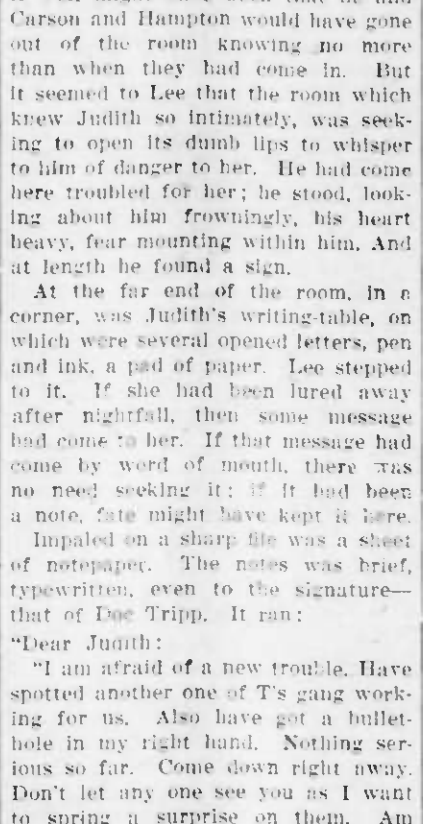 Carson and Hampton would have gone
out of the room knowing no more
than when they had come in. But
it seemed to Lee that the room which
knew Judith so intimately, was seek-
ing to open its dumb lips to whisper
to him of danger to her. He had come
here troubled for her; he stood, look-
ing about him frowningly, his heart
heavy, fear mounting within him. And
at length he found a sign.
At the far end of the room, in a
corner, was Judith's writing-table, on
which were several opened letters, pen
and ink, a pad of paper. Lee stepped
to it. If she had been lured away
after nightfall, then some message
had come to her. If that message had
come by word of mouth, there was
no need seeking it; if it had been
a note, fate might have kept it here.
Impaled on a sharp file was a sheet
of notepaper. The notes was brief,
typewritten, even to the signature—
that of Doc Tripp. It ran:
"Dear Judith:
"I am afraid of a new trouble. Have
spotted another one of T's gang work-
ing for us. Also have got a bullet-
hole in my right hand. Nothing ser-
ious so far. Come down right away.
Don't let any one see you as I want
to spring a surprise on them. Am